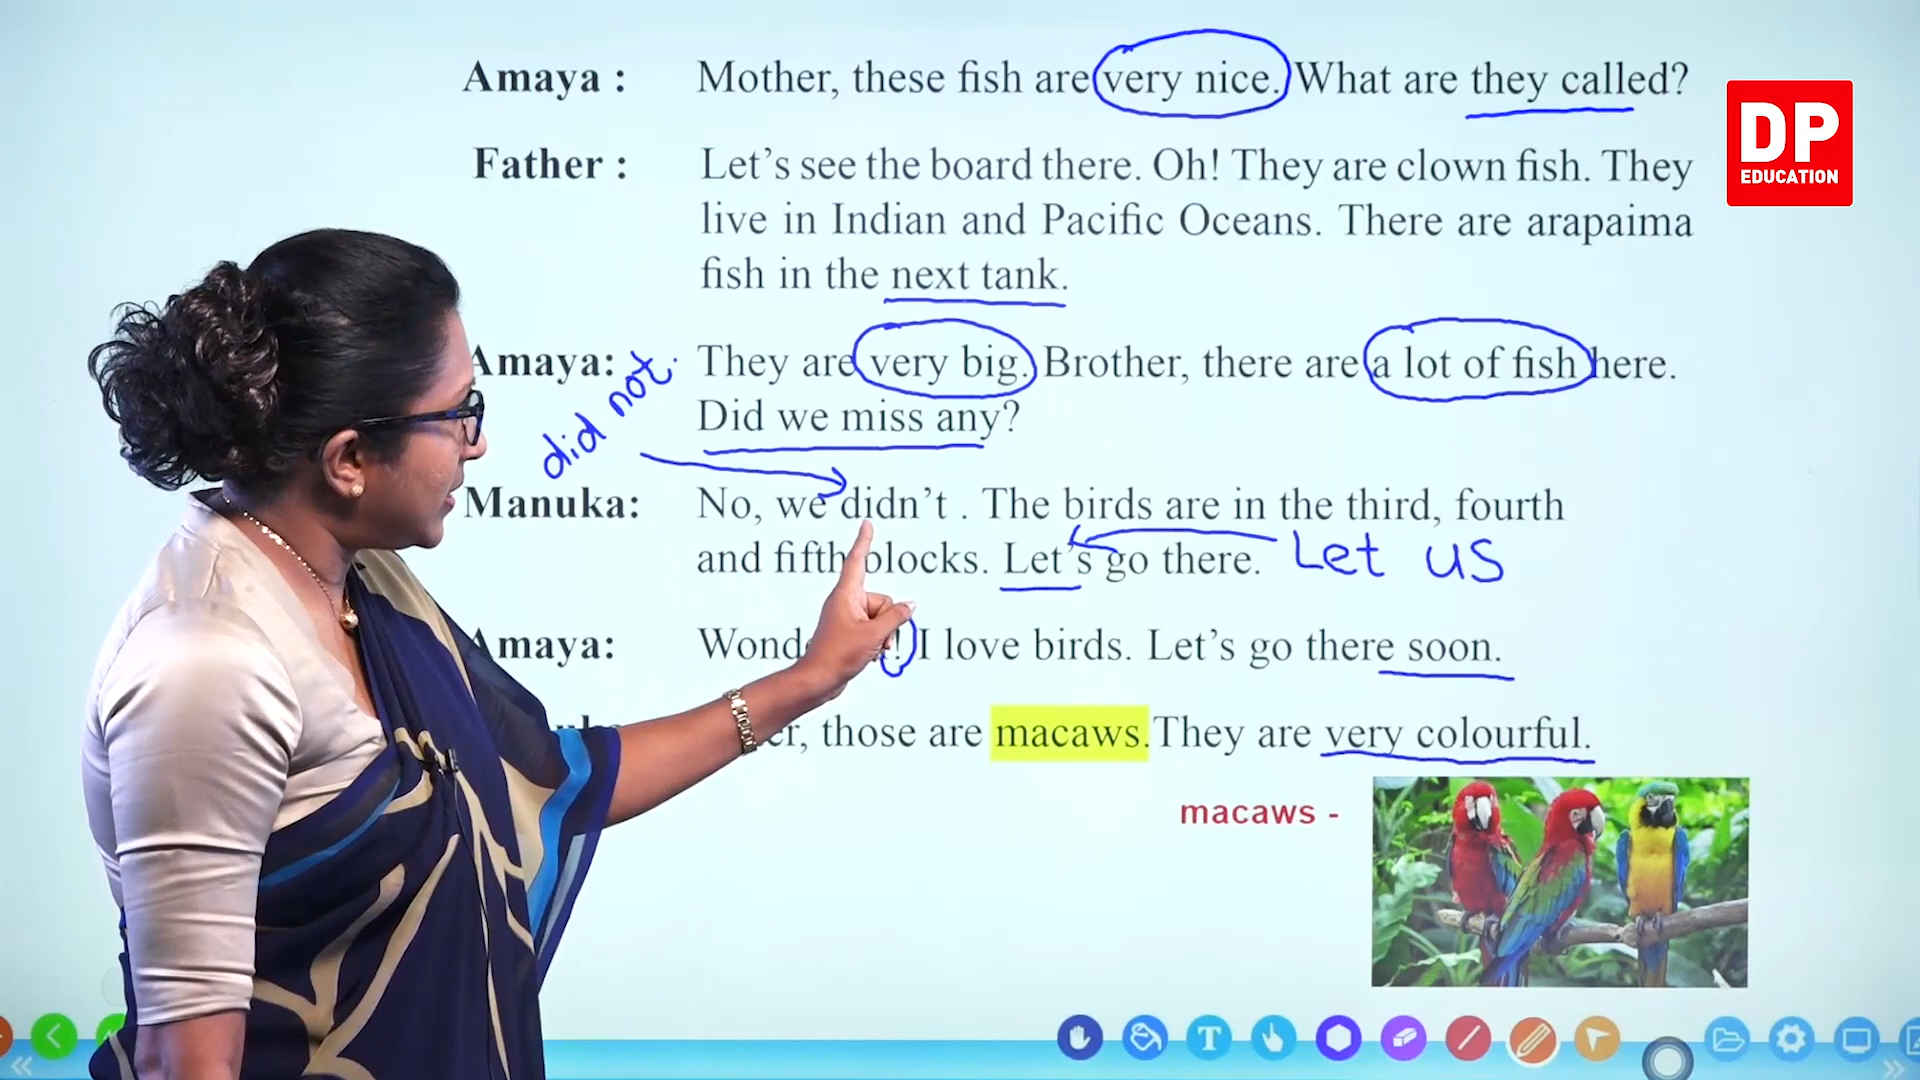 Amaya : Mother, these fish are very nice. What are they called?
DP
EDUCATION
Father : Let's see the board there. Oh! They are clown fish. They
live in Indian and Pacific Oceans. There are arapaima
fish in the next tank.
did not.
Amaya: They are very big. Brother, there are a lot of fish here.
Did we miss any?
Manuka: No, we didn't . The birds are in the third, fourth
and fifth blocks. Let's go there. Let us
Amaya: ! I love birds. Let's go there soon.
those are macaws. They are very colourful.
macaws -
T